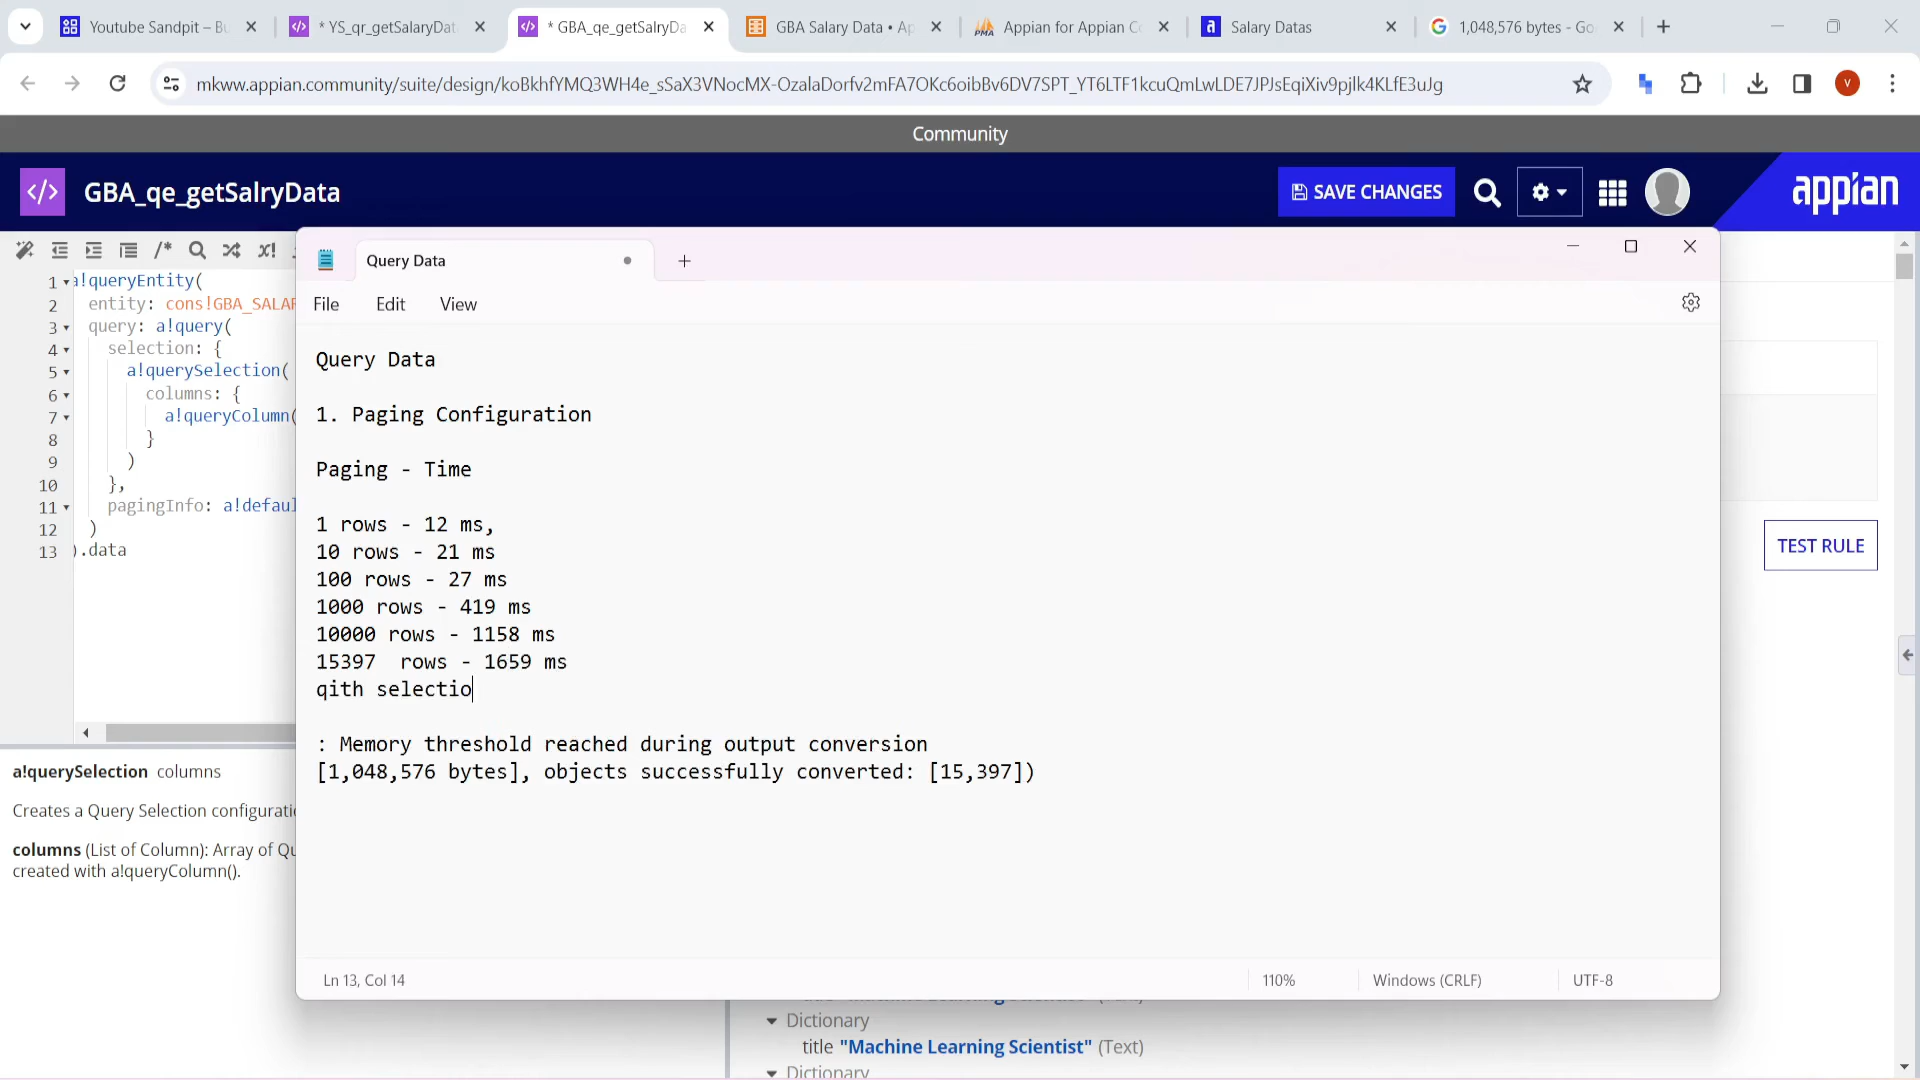 Youtube Sandpit – Bu
* YS_qr_getSalaryDat
* GBA_qe_getSalryDa
GBA Salary Data • Ap
Appian for Appian Co
Salary Datas
1,048,576 bytes - Goo
mkww.appian.community/suite/design/koBkhfYMQ3WH4e_sSaX3VNocMX-OzalaDorfv2mFA7OKc6oibBv6DV7SPT_YT6LTF1kcuQmLwLDE7JPJsEqiXiv9pjlk4KLfE3uJg
V
Community
GBA_qe_getSalryData
SAVE CHANGES
appian
1 a!queryEntity(
2 entity: cons!GBA_SALAR
3 query: a!query(
4 selection: {
5 a!querySelection(
6 columns: {
7 a!queryColumn(
8 }
9 )
10 },
11 pagingInfo: a!defaul
12 )
13 ).data
a!querySelection columns
Creates a Query Selection configuratio
columns (List of Column): Array of Qu
created with a!queryColumn().
Query Data
File Edit View
Query Data
1. Paging Configuration
Paging - Time
1 rows - 12 ms,
10 rows - 21 ms
100 rows - 27 ms
1000 rows - 419 ms
10000 rows - 1158 ms
15397  rows - 1659 ms
qith selectio
: Memory threshold reached during output conversion
[1,048,576 bytes], objects successfully converted: [15,397])
Ln 13, Col 14
110%
Windows (CRLF)
UTF-8
TEST RULE
Dictionary
title "Machine Learning Scientist" (Text)
Dictionary